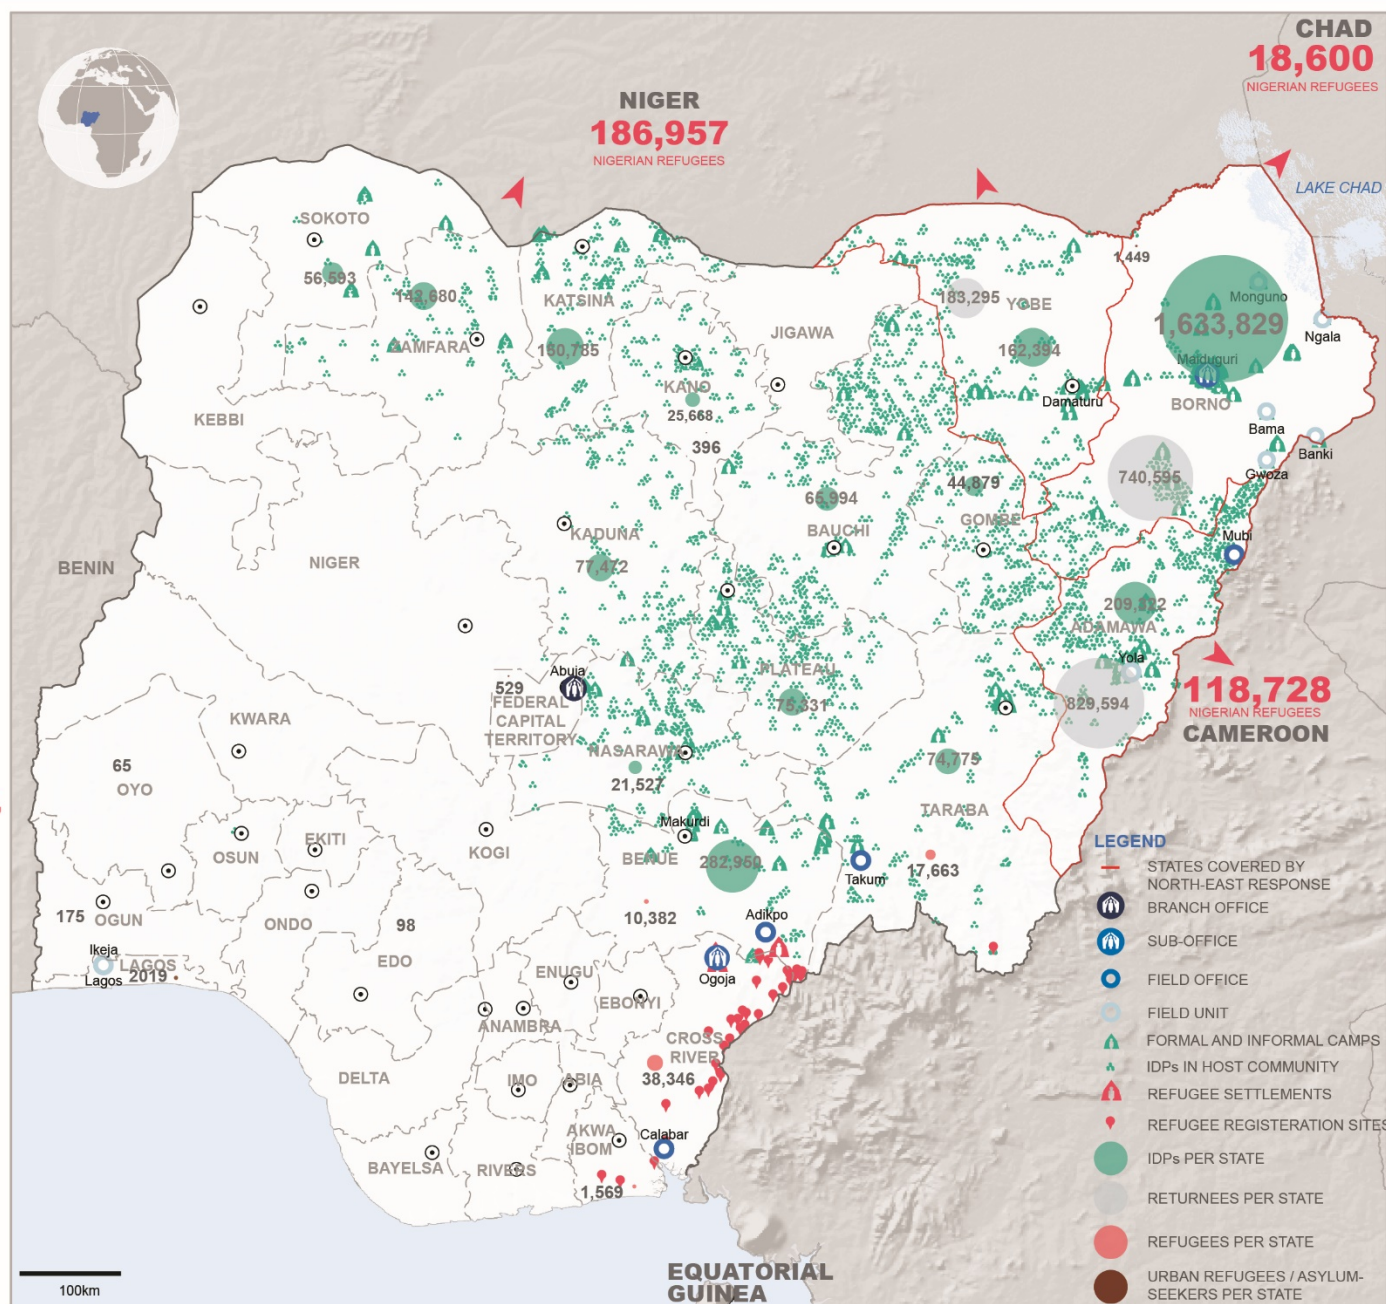 CHAD
18,600
NIGERIAN REFUGEES
NIGER
186,957
NIGERIAN REFUGEES
LAKE CHAD
SOKOTO
56,593
142,680
ZAMFARA
KATSINA
160,785
JIGAWA
KANO
25,668
396
183,295
YOBE
162,394
Damaturu
1,449
Monguno
1,633,829
Maiduguri
Ngala
BORNO
Bama
Banki
Gwoza
740,595
KEBBI
BENIN
NIGER
KADUNA
77,472
65,994
BAUCHI
44,879
GOMBE
Mubi
209,322
ADAMAWA
Yola
829,594
118,728
NIGERIAN REFUGEES
CAMEROON
Abuja
529
FEDERAL
CAPITAL
TERRITORY
NASARAWA
21,527
PLATEAU
75,331
74,775
TARABA
17,663
KWARA
65
OYO
OSUN
EKITI
KOGI
Makurdi
BENUE
282,950
10,382
Takum
Adikpo
Ogoja
175
OGUN
ONDO
98
EDO
Ikeja
LAGOS
Lagos
2019
ENUGU
EBONYI
ANAMBRA
CROSS
RIVER
38,346
DELTA
IMO
ABIA
AKWA
IBOM
Calabar
BAYELSA
RIVERS
1,569
EQUATORIAL
GUINEA
100km
LEGEND
STATES COVERED BY
NORTH-EAST RESPONSE
BRANCH OFFICE
SUB-OFFICE
FIELD OFFICE
FIELD UNIT
FORMAL AND INFORMAL CAMPS
IDPs IN HOST COMMUNITY
REFUGEE SETTLEMENTS
REFUGEE REGISTERATION SITES
IDPs PER STATE
RETURNEES PER STATE
REFUGEES PER STATE
URBAN REFUGEES / ASYLUM-
SEEKERS PER STATE